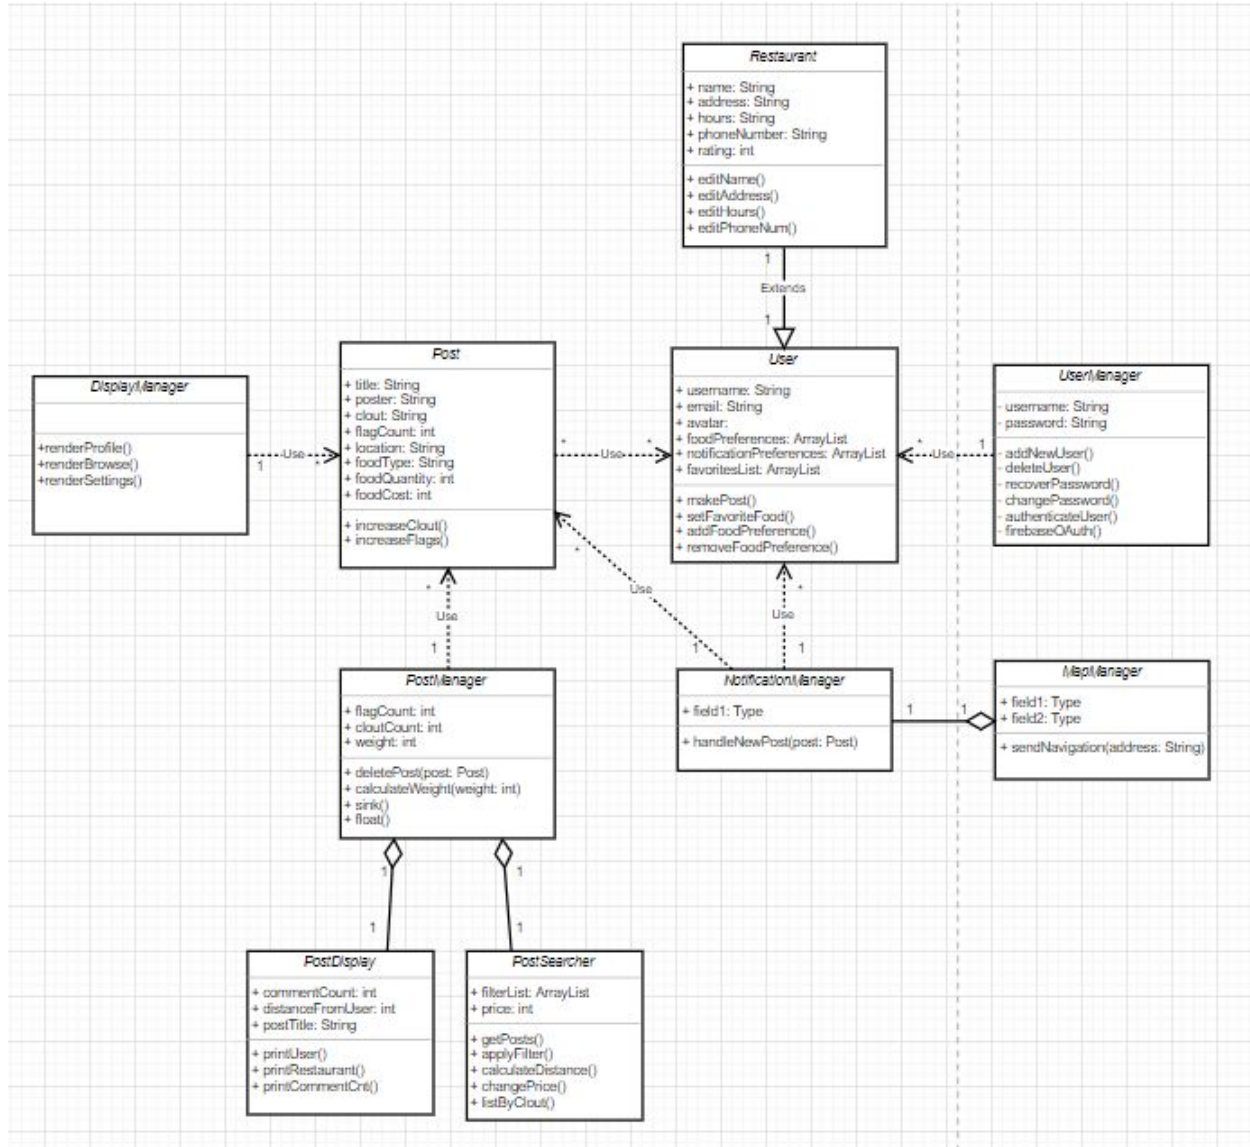 Restaurant
+ name: String
+ address: String
+ hours: String
+ phoneNumber: String
+ rating: int
+ editName()
+ editAddress()
+ editHours()
+ editPhoneNum()
1
Extends
1
Post
+ title: String
+ poster: String
+ clout: String
+ flagCount: int
+ location: String
+ foodType: String
+ foodQuantity: int
+ foodCost: int
+ increaseClout()
+ increaseFlags()
User
+ username: String
+ email: String
+ avatar:
+ foodPreferences: ArrayList
+ notificationPreferences: ArrayList
+ favoritesList: ArrayList
+ makePost()
+ setFavoriteFood()
+ addFoodPreference()
+ removeFoodPreference()
UserManager
- username: String
- password: String
- addNewUser()
- deleteUser()
- recoverPassword()
- changePassword()
- authenticateUser()
- firebaseOAuth()
DisplayManager
+renderProfile()
+renderBrowse()
+renderSettings()
1
Use
*
*
Use
*
*
Use
1
*
Use
1
*
Use
1
*
Use
1
PostManager
+ flagCount: int
+ cloutCount: int
+ weight: int
+ deletePost(post: Post)
+ calculateWeight(weight: int)
+ sink()
+ float()
NotificationManager
+ field1: Type
+ handleNewPost(post: Post)
1
1
MapManager
+ field1: Type
+ field2: Type
+ sendNavigation(address: String)
1
1
1
1
PostDisplay
+ commentCount: int
+ distanceFromUser: int
+ postTitle: String
+ printUser()
+ printRestaurant()
+ printCommentCnt()
PostSearcher
+ filterList: ArrayList
+ price: int
+ getPosts()
+ applyFilter()
+ calculateDistance()
+ changePrice()
+ listByClout()